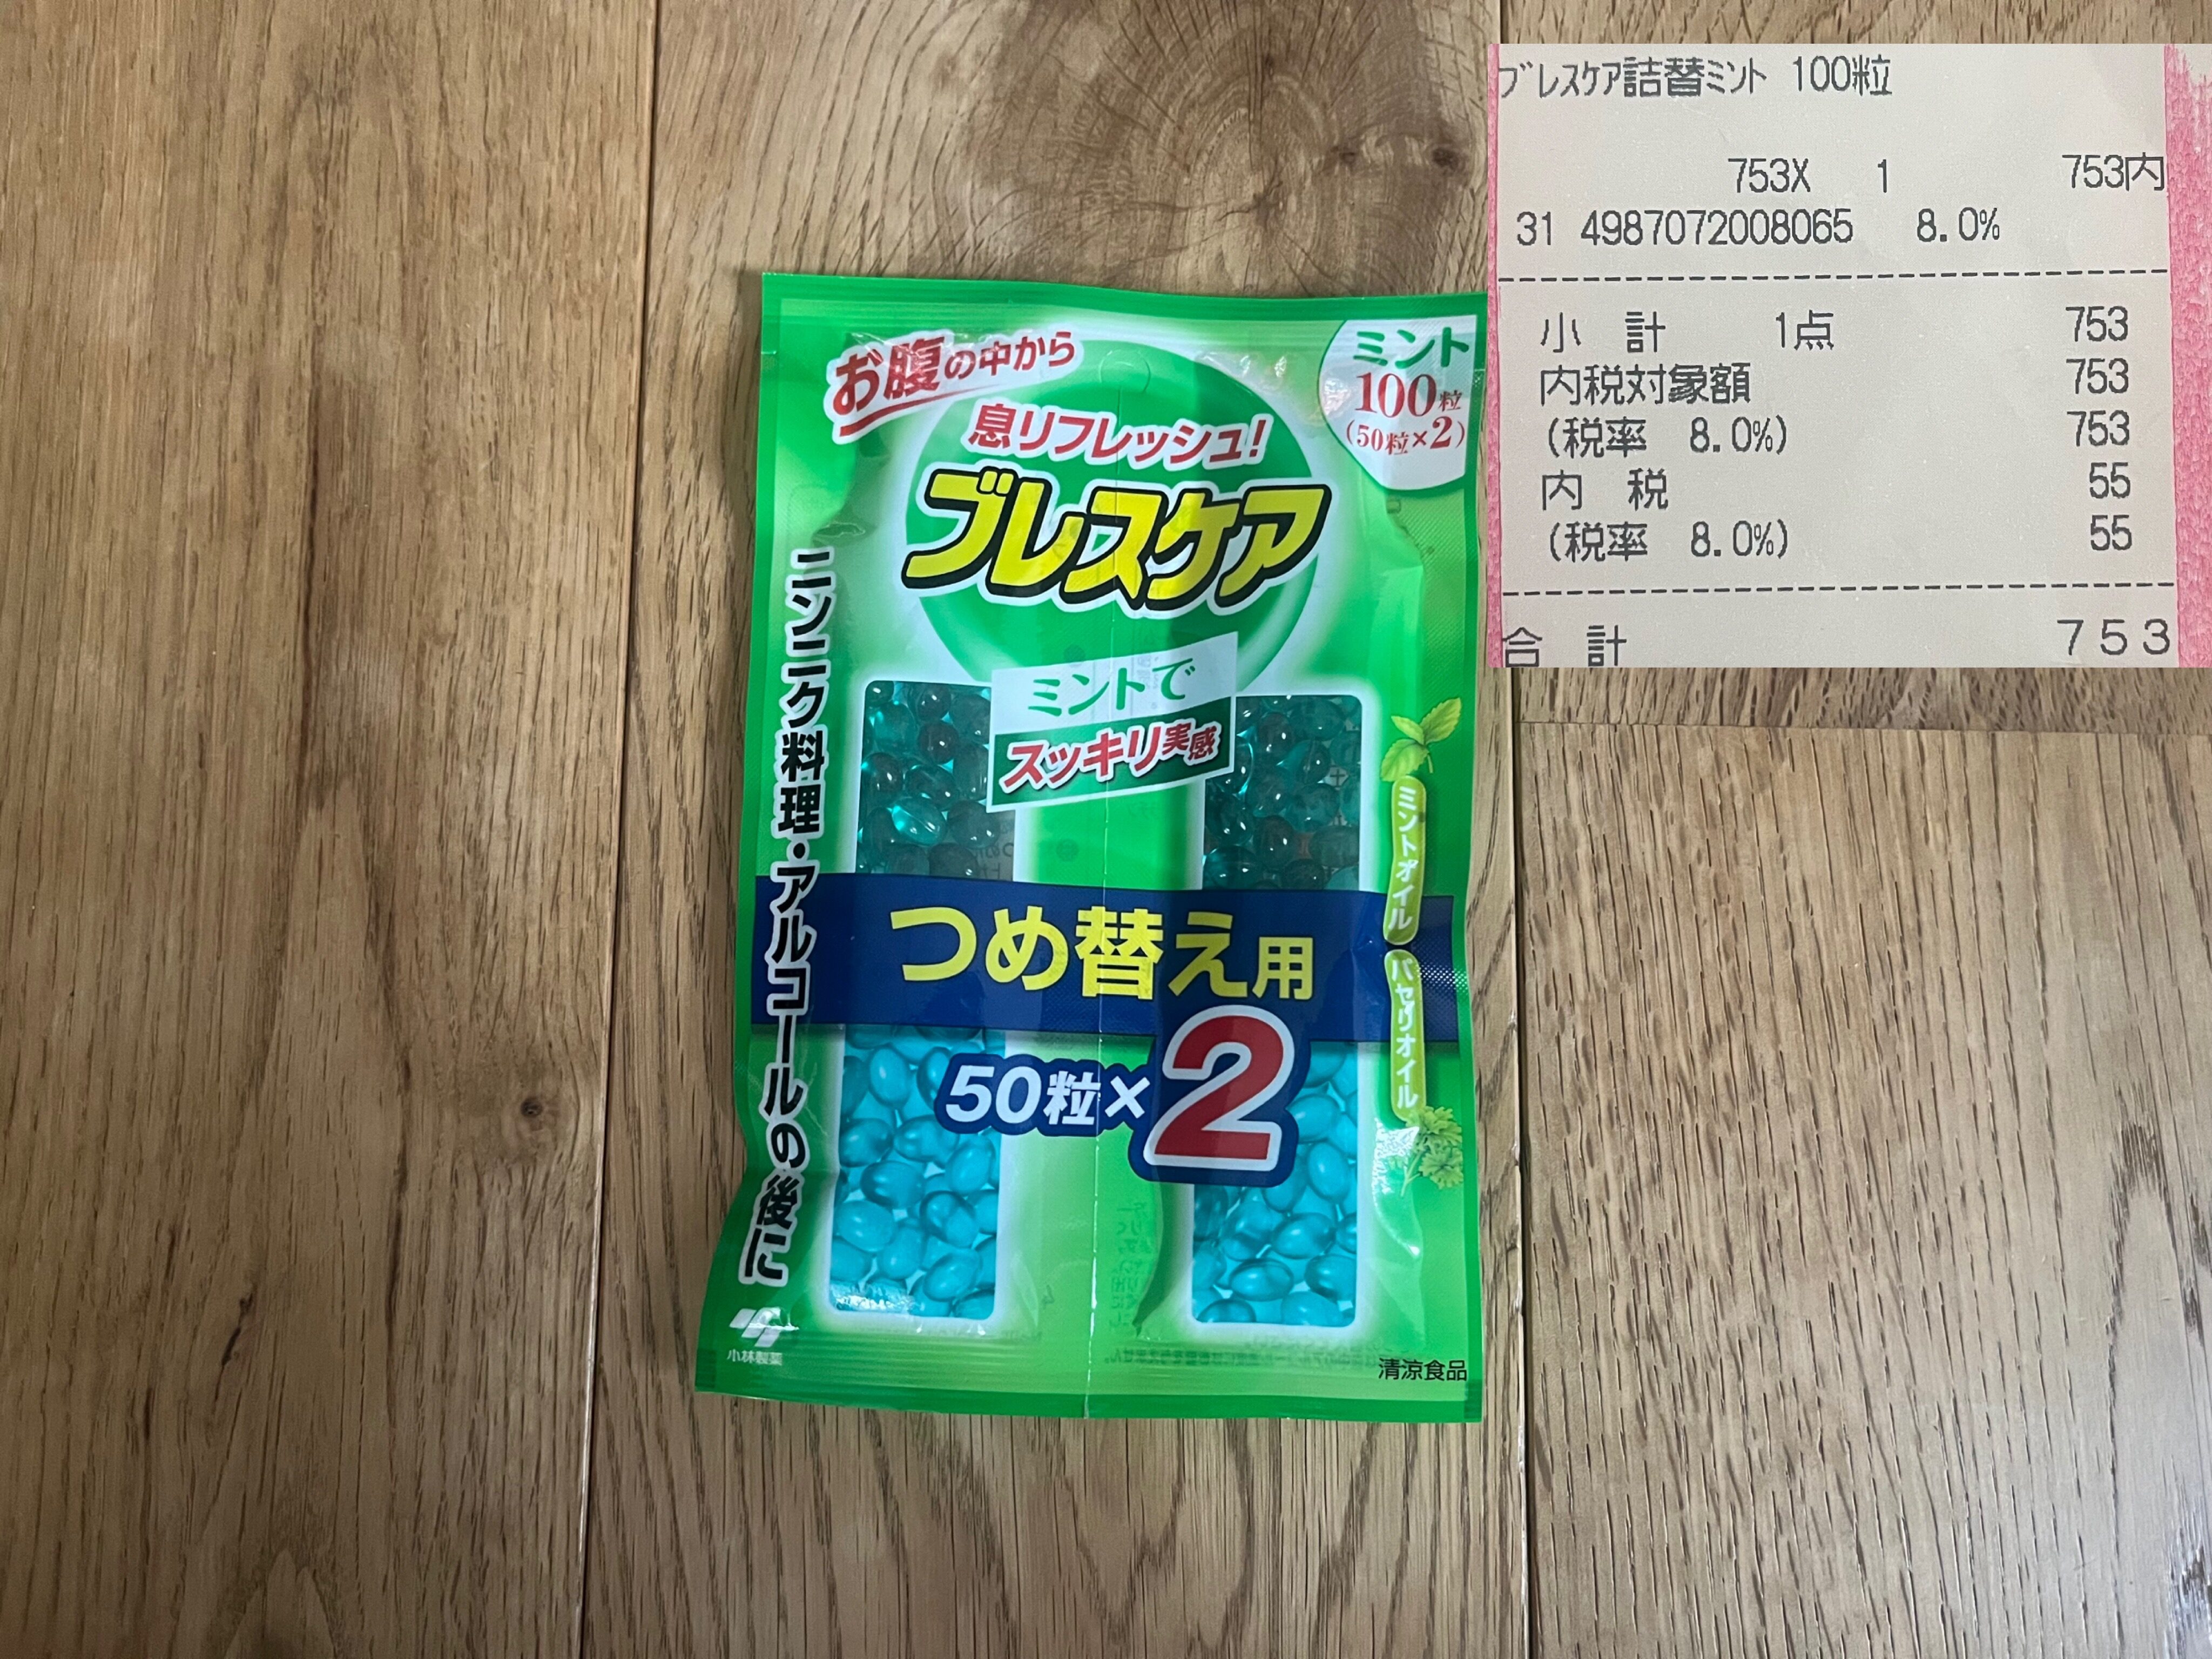 お腹の中から
息リフレッシュ!
ブレスケア
ミント
100粒
(50粒×2)
ニンニク料理・アルコールの後に
ミントで
スッキリ実感
ミントオイル
パセリオイル
つめ替え用
50粒×2
小林製薬
清涼食品
ブレスケア詰替ミント 100粒
753X 1 753内
31 4987072008065 8.0%
小 計 1点 753
内税対象額 753
(税率 8.0%) 753
内 税 55
(税率 8.0%) 55
合 計 753